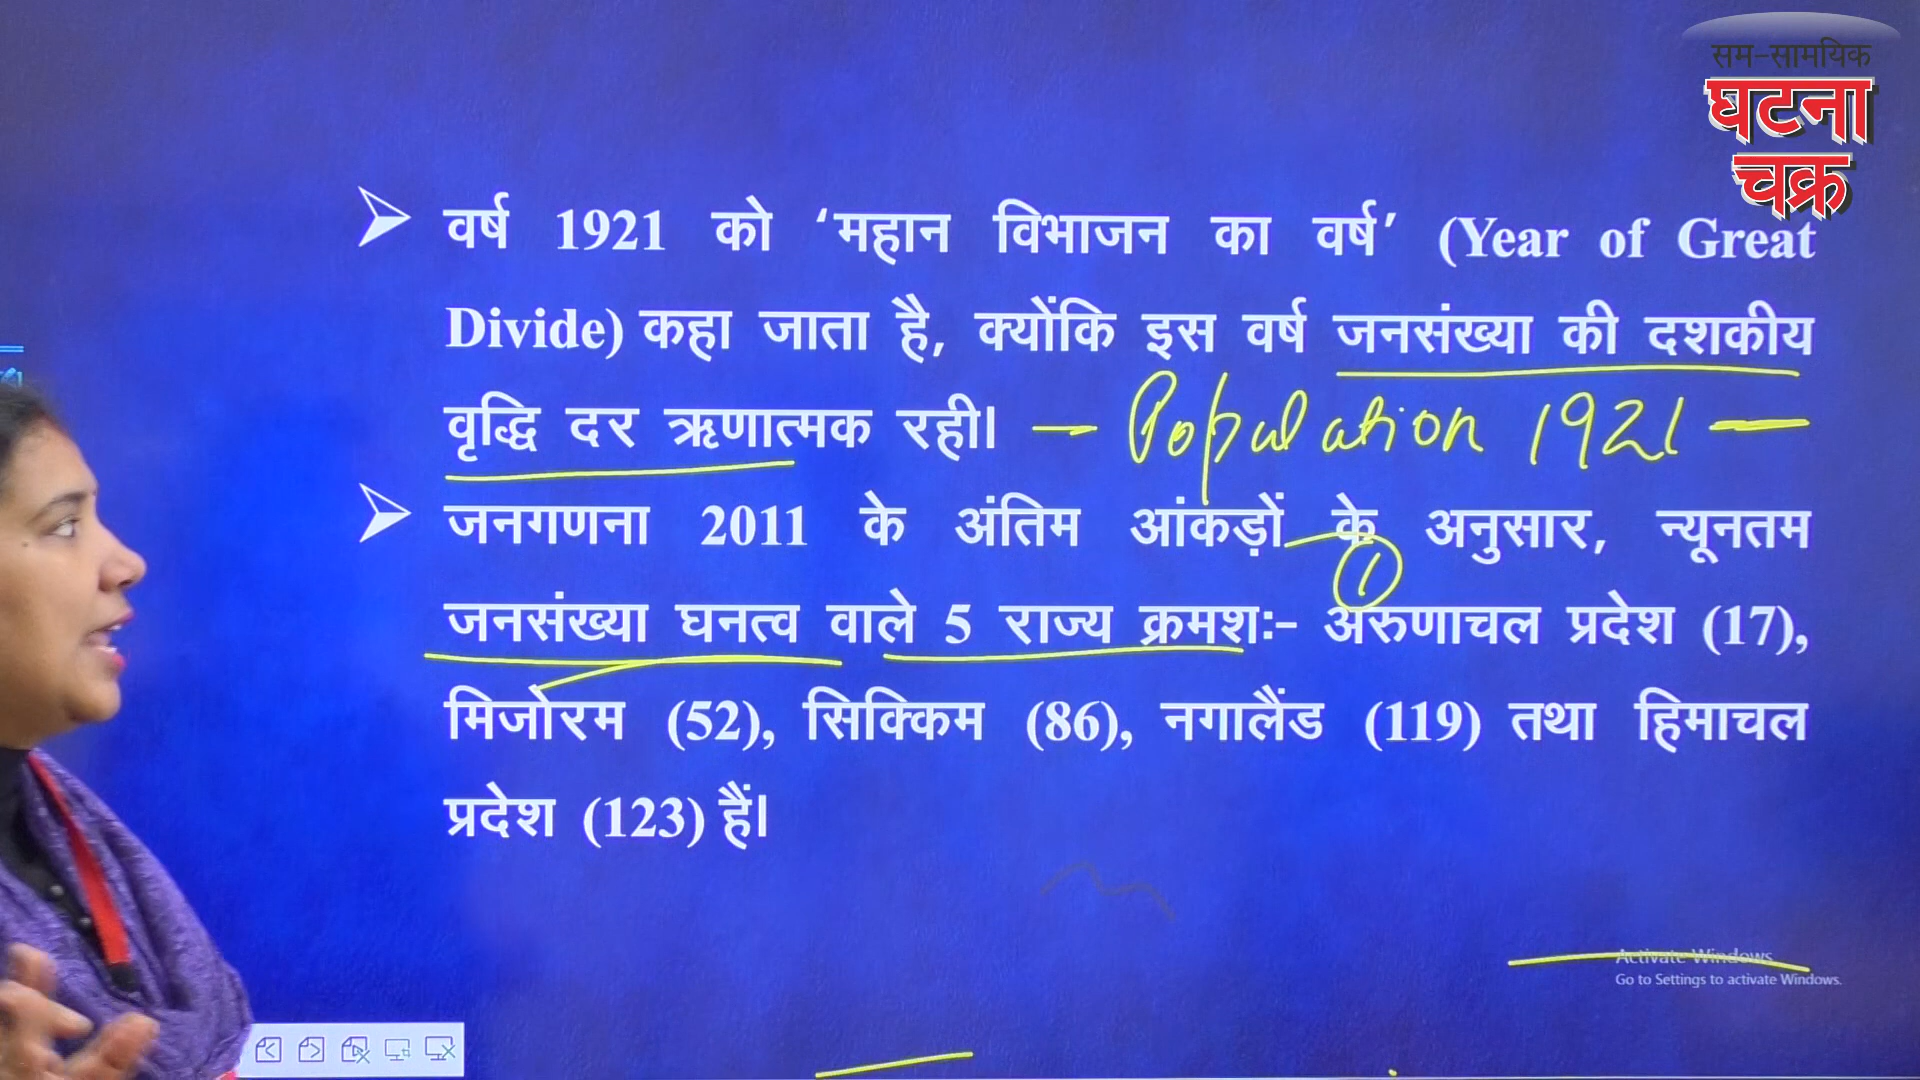 सम-सामयिक
घटना
चक्र
वर्ष 1921 को ‘महान विभाजन का वर्ष’ (Year of Great
Divide) कहा जाता है, क्योंकि इस वर्ष जनसंख्या की दशकीय
वृद्धि दर ऋणात्मक रही। – Population 1921 –
जनगणना 2011 के अंतिम आंकड़ों के अनुसार, न्यूनतम
1
जनसंख्या घनत्व वाले 5 राज्य क्रमशः- अरुणाचल प्रदेश (17),
मिजोरम (52), सिक्किम (86), नगालैंड (119) तथा हिमाचल
प्रदेश (123) हैं।
Activate Windows
Go to Settings to activate Windows.